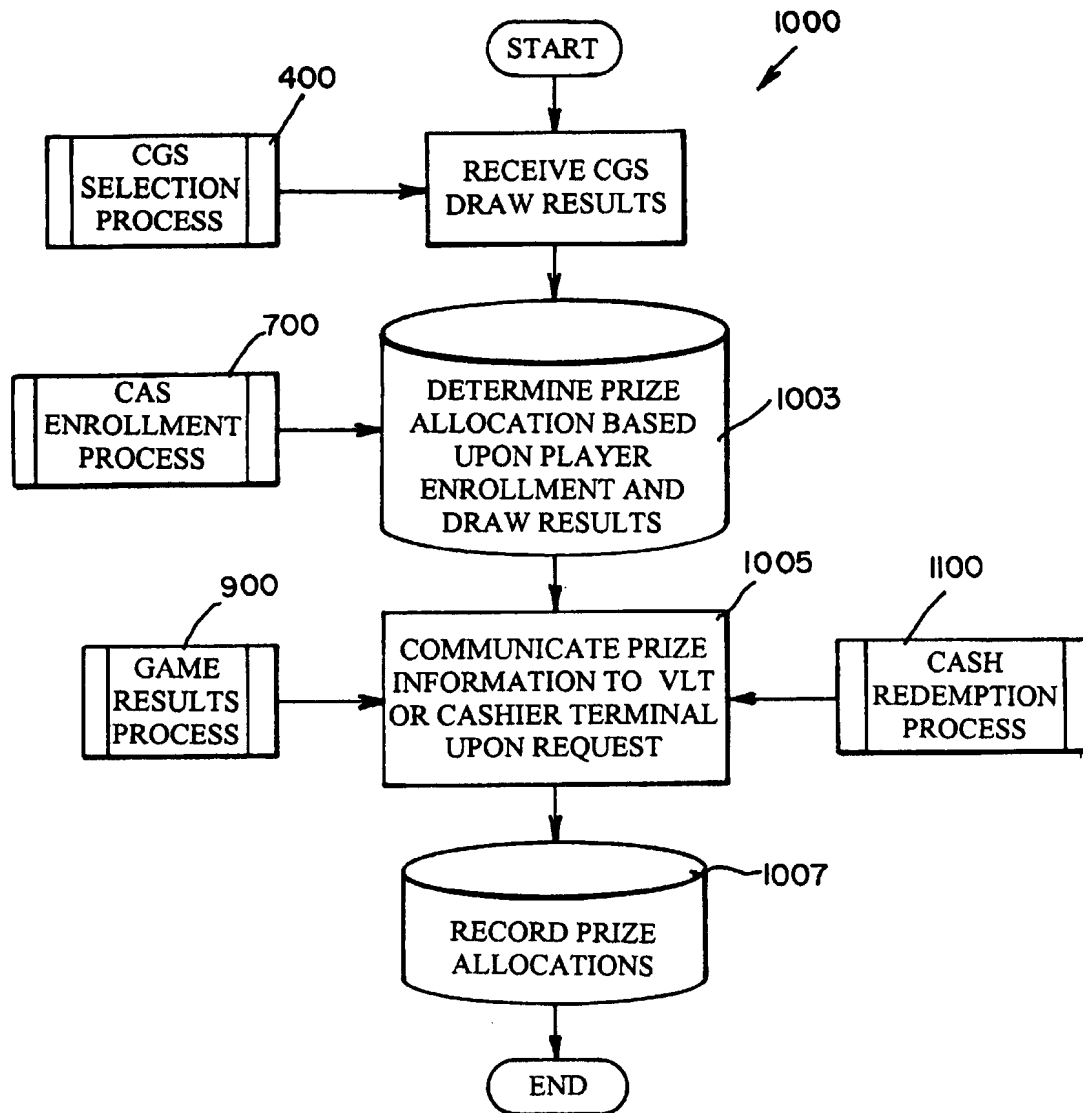 1000
START
400
CGS
SELECTION
PROCESS
RECEIVE CGS
DRAW RESULTS
700
CAS
ENROLLMENT
PROCESS
DETERMINE PRIZE
ALLOCATION BASED
UPON PLAYER
ENROLLMENT AND
DRAW RESULTS
1003
900
GAME
RESULTS
PROCESS
1005
COMMUNICATE PRIZE
INFORMATION TO VLT
OR CASHIER TERMINAL
UPON REQUEST
1100
CASH
REDEMPTION
PROCESS
1007
RECORD PRIZE
ALLOCATIONS
END